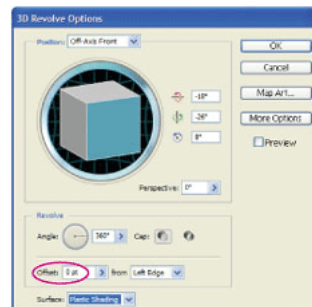 3D Revolve Options
Position: Off-Axis Front
OK
Cancel
Map Art...
More Options
Preview
-18°
-26°
8°
Perspective: 0°
Revolve
Angle: 360° Cap:
Offset: 0 pt from Left Edge
Surface: Plastic Shading